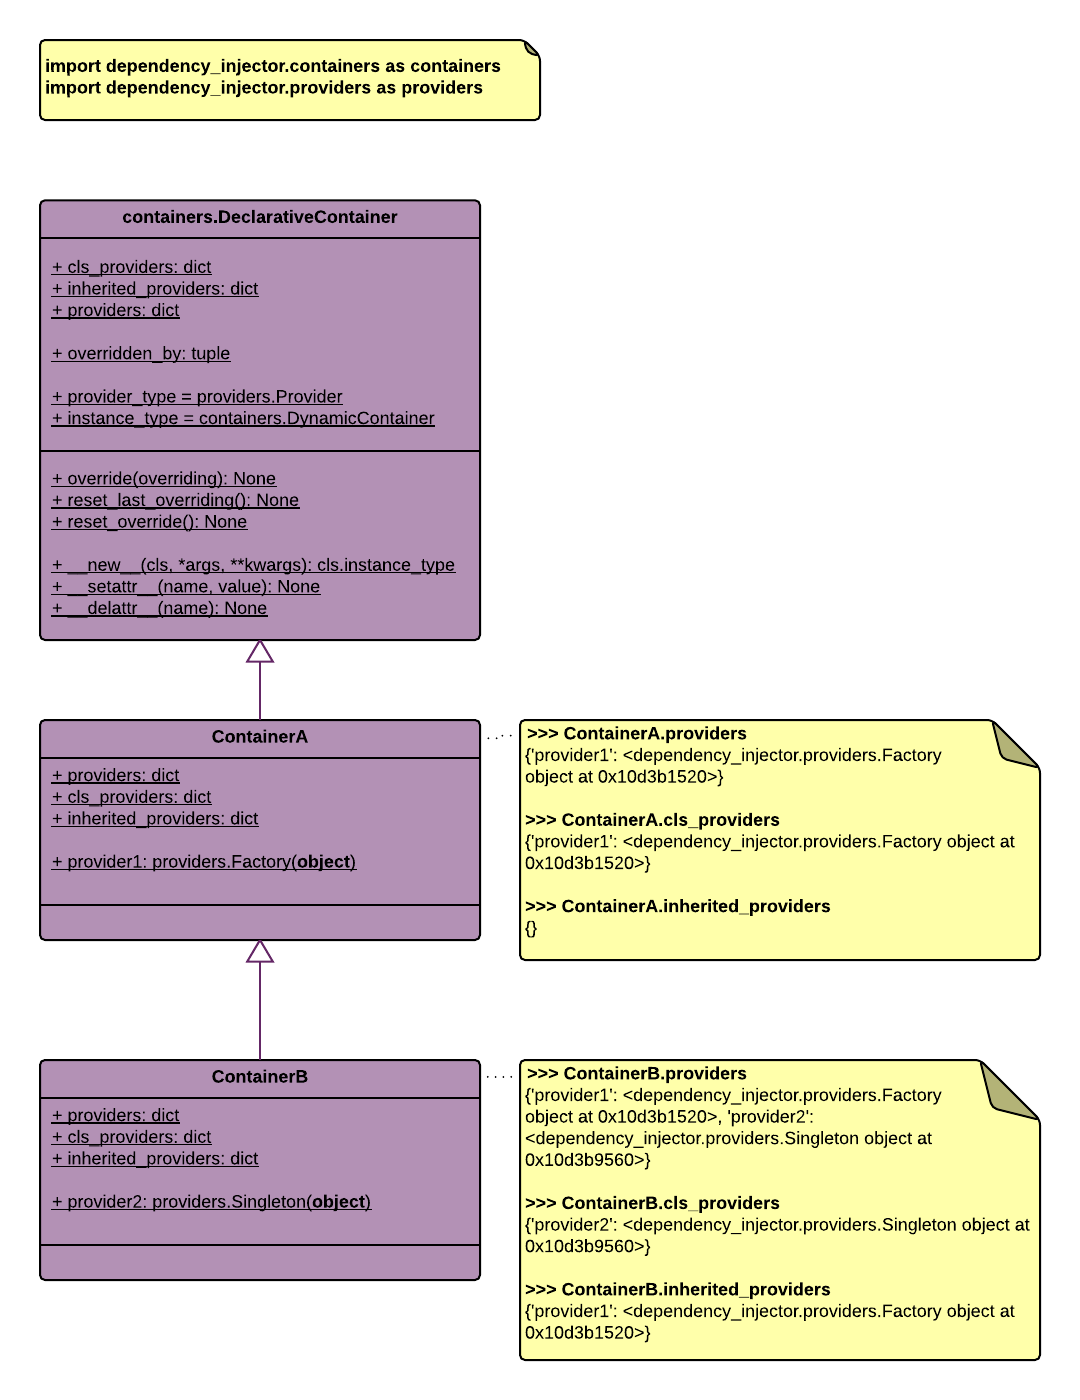 import dependency_injector.containers as containers
import dependency_injector.providers as providers
containers.DeclarativeContainer
+ cls_providers: dict
+ inherited_providers: dict
+ providers: dict
+ overridden_by: tuple
+ provider_type = providers.Provider
+ instance_type = containers.DynamicContainer
+ override(overriding): None
+ reset_last_overriding(): None
+ reset_override(): None
+ __new__(cls, *args, **kwargs): cls.instance_type
+ __setattr__(name, value): None
+ __delattr__(name): None
ContainerA
+ providers: dict
+ cls_providers: dict
+ inherited_providers: dict
+ provider1: providers.Factory(object)
>>> ContainerA.providers
{'provider1': <dependency_injector.providers.Factory
object at 0x10d3b1520>}
>>> ContainerA.cls_providers
{'provider1': <dependency_injector.providers.Factory object at
0x10d3b1520>}
>>> ContainerA.inherited_providers
{}
ContainerB
+ providers: dict
+ cls_providers: dict
+ inherited_providers: dict
+ provider2: providers.Singleton(object)
>>> ContainerB.providers
{'provider1': <dependency_injector.providers.Factory
object at 0x10d3b1520>, 'provider2':
<dependency_injector.providers.Singleton object at
0x10d3b9560>}
>>> ContainerB.cls_providers
{'provider2': <dependency_injector.providers.Singleton object at
0x10d3b9560>}
>>> ContainerB.inherited_providers
{'provider1': <dependency_injector.providers.Factory object at
0x10d3b1520>}